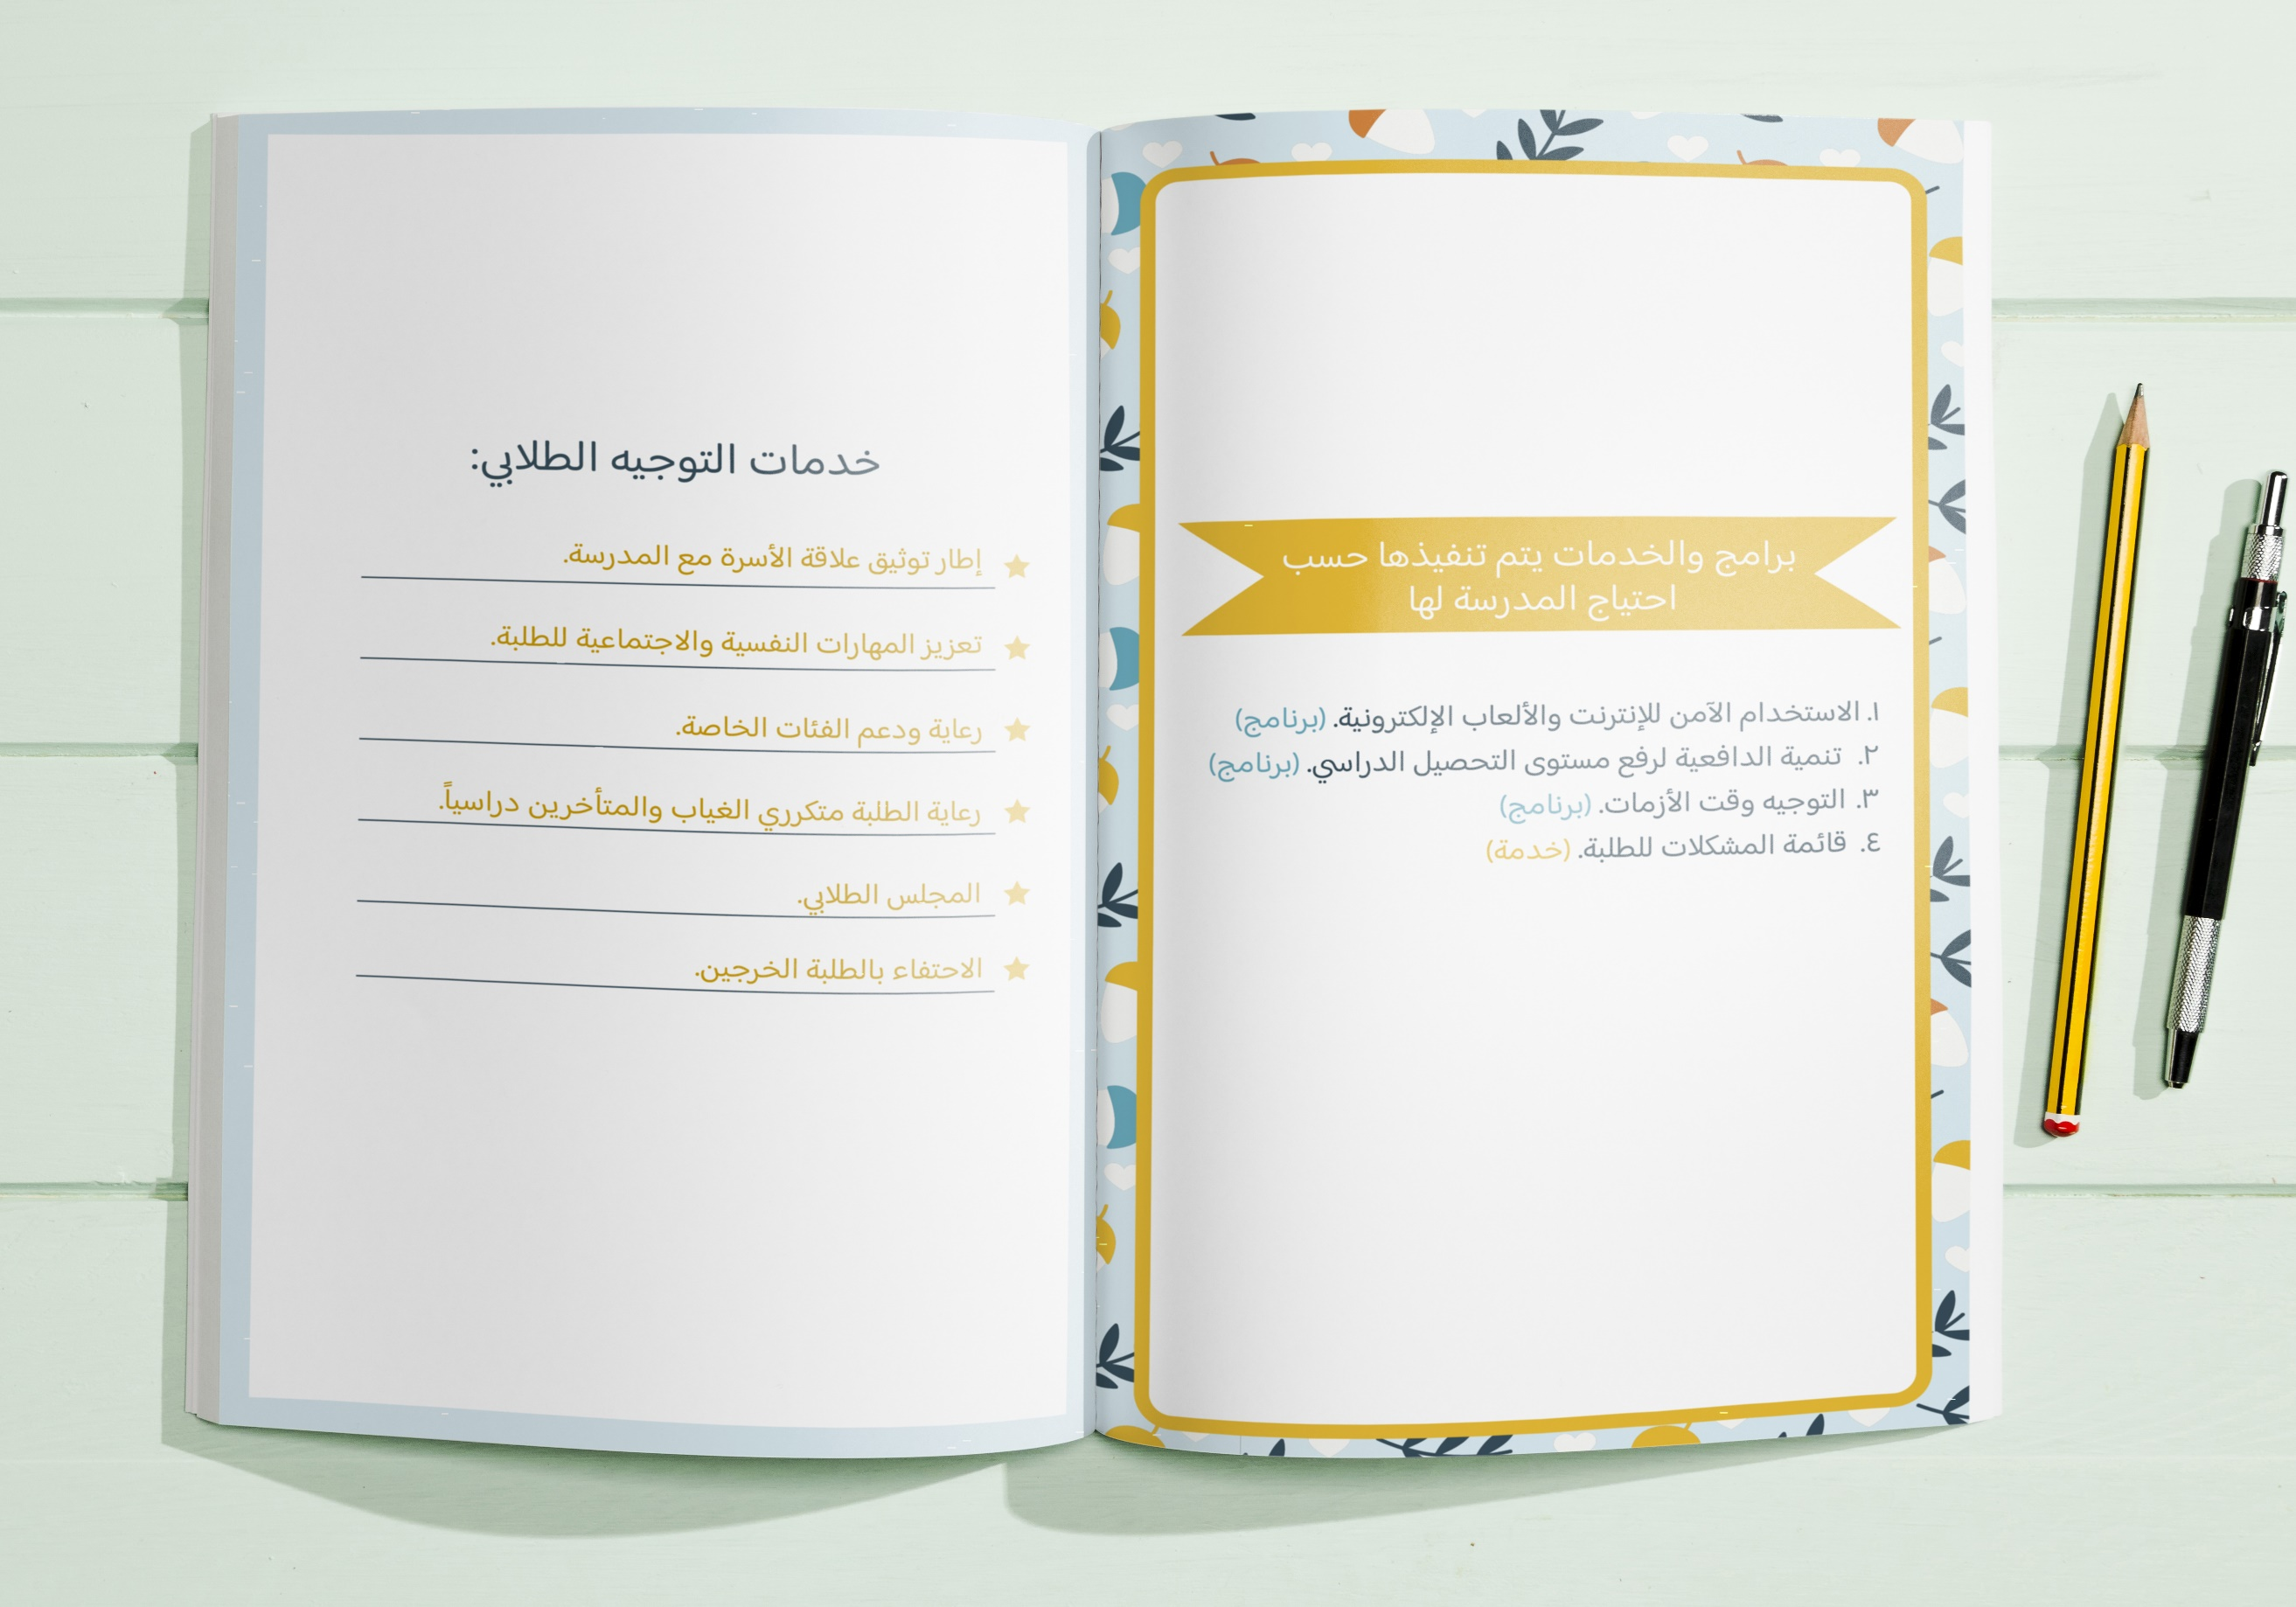 برامج والخدمات يتم تنفيذها حسب
احتياج المدرسة لها
١. الاستخدام الآمن للإنترنت والألعاب الإلكترونية. (برنامج)
٢. تنمية الدافعية لرفع مستوى التحصيل الدراسي. (برنامج)
٣. التوجيه وقت الأزمات. (برنامج)
٤. قائمة المشكلات للطلبة. (خدمة)
خدمات التوجيه الطلابي:
إطار توثيق علاقة الأسرة مع المدرسة.
تعزيز المهارات النفسية والاجتماعية للطلبة.
رعاية ودعم الفئات الخاصة.
رعاية الطلبة متكرري الغياب والمتأخرين دراسياً.
المجلس الطلابي.
الاحتفاء بالطلبة الخرجين.